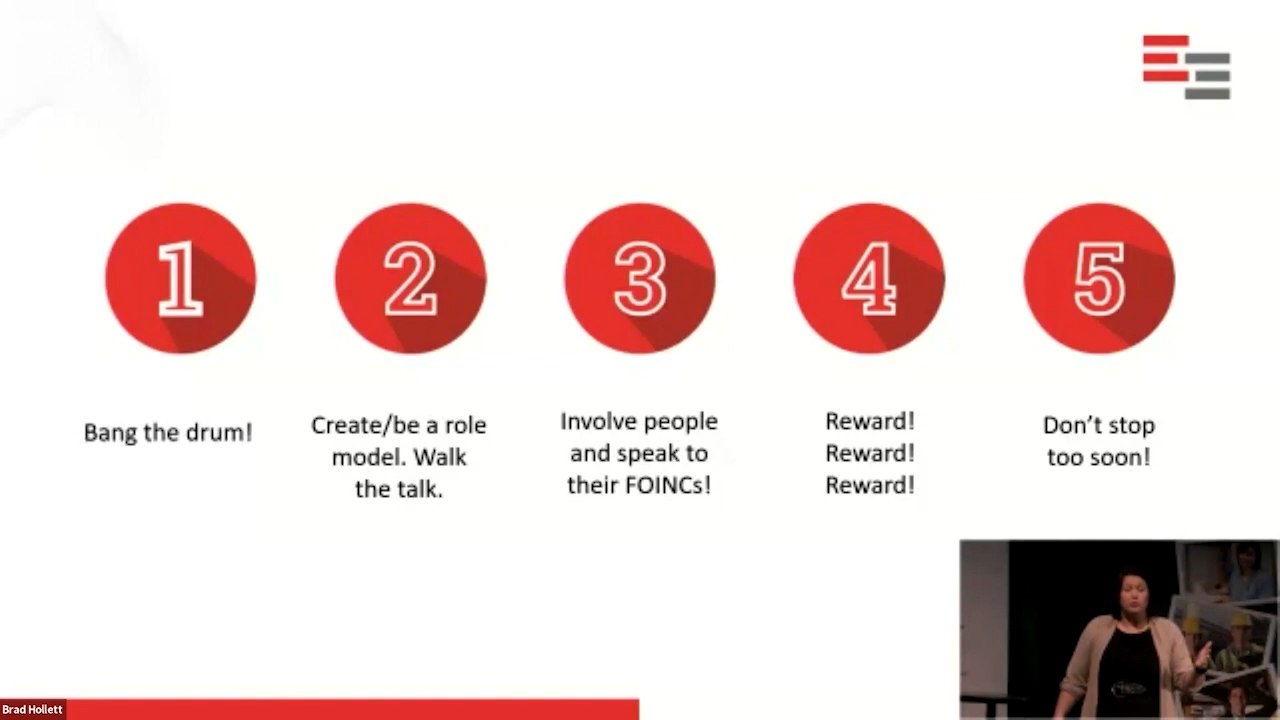 1
2
3
4
5
Bang the drum!
Create/be a role
model. Walk
the talk.
Involve people
and speak to
their FOINCs!
Reward!
Reward!
Reward!
Don’t stop
too soon!
Brad Hollett